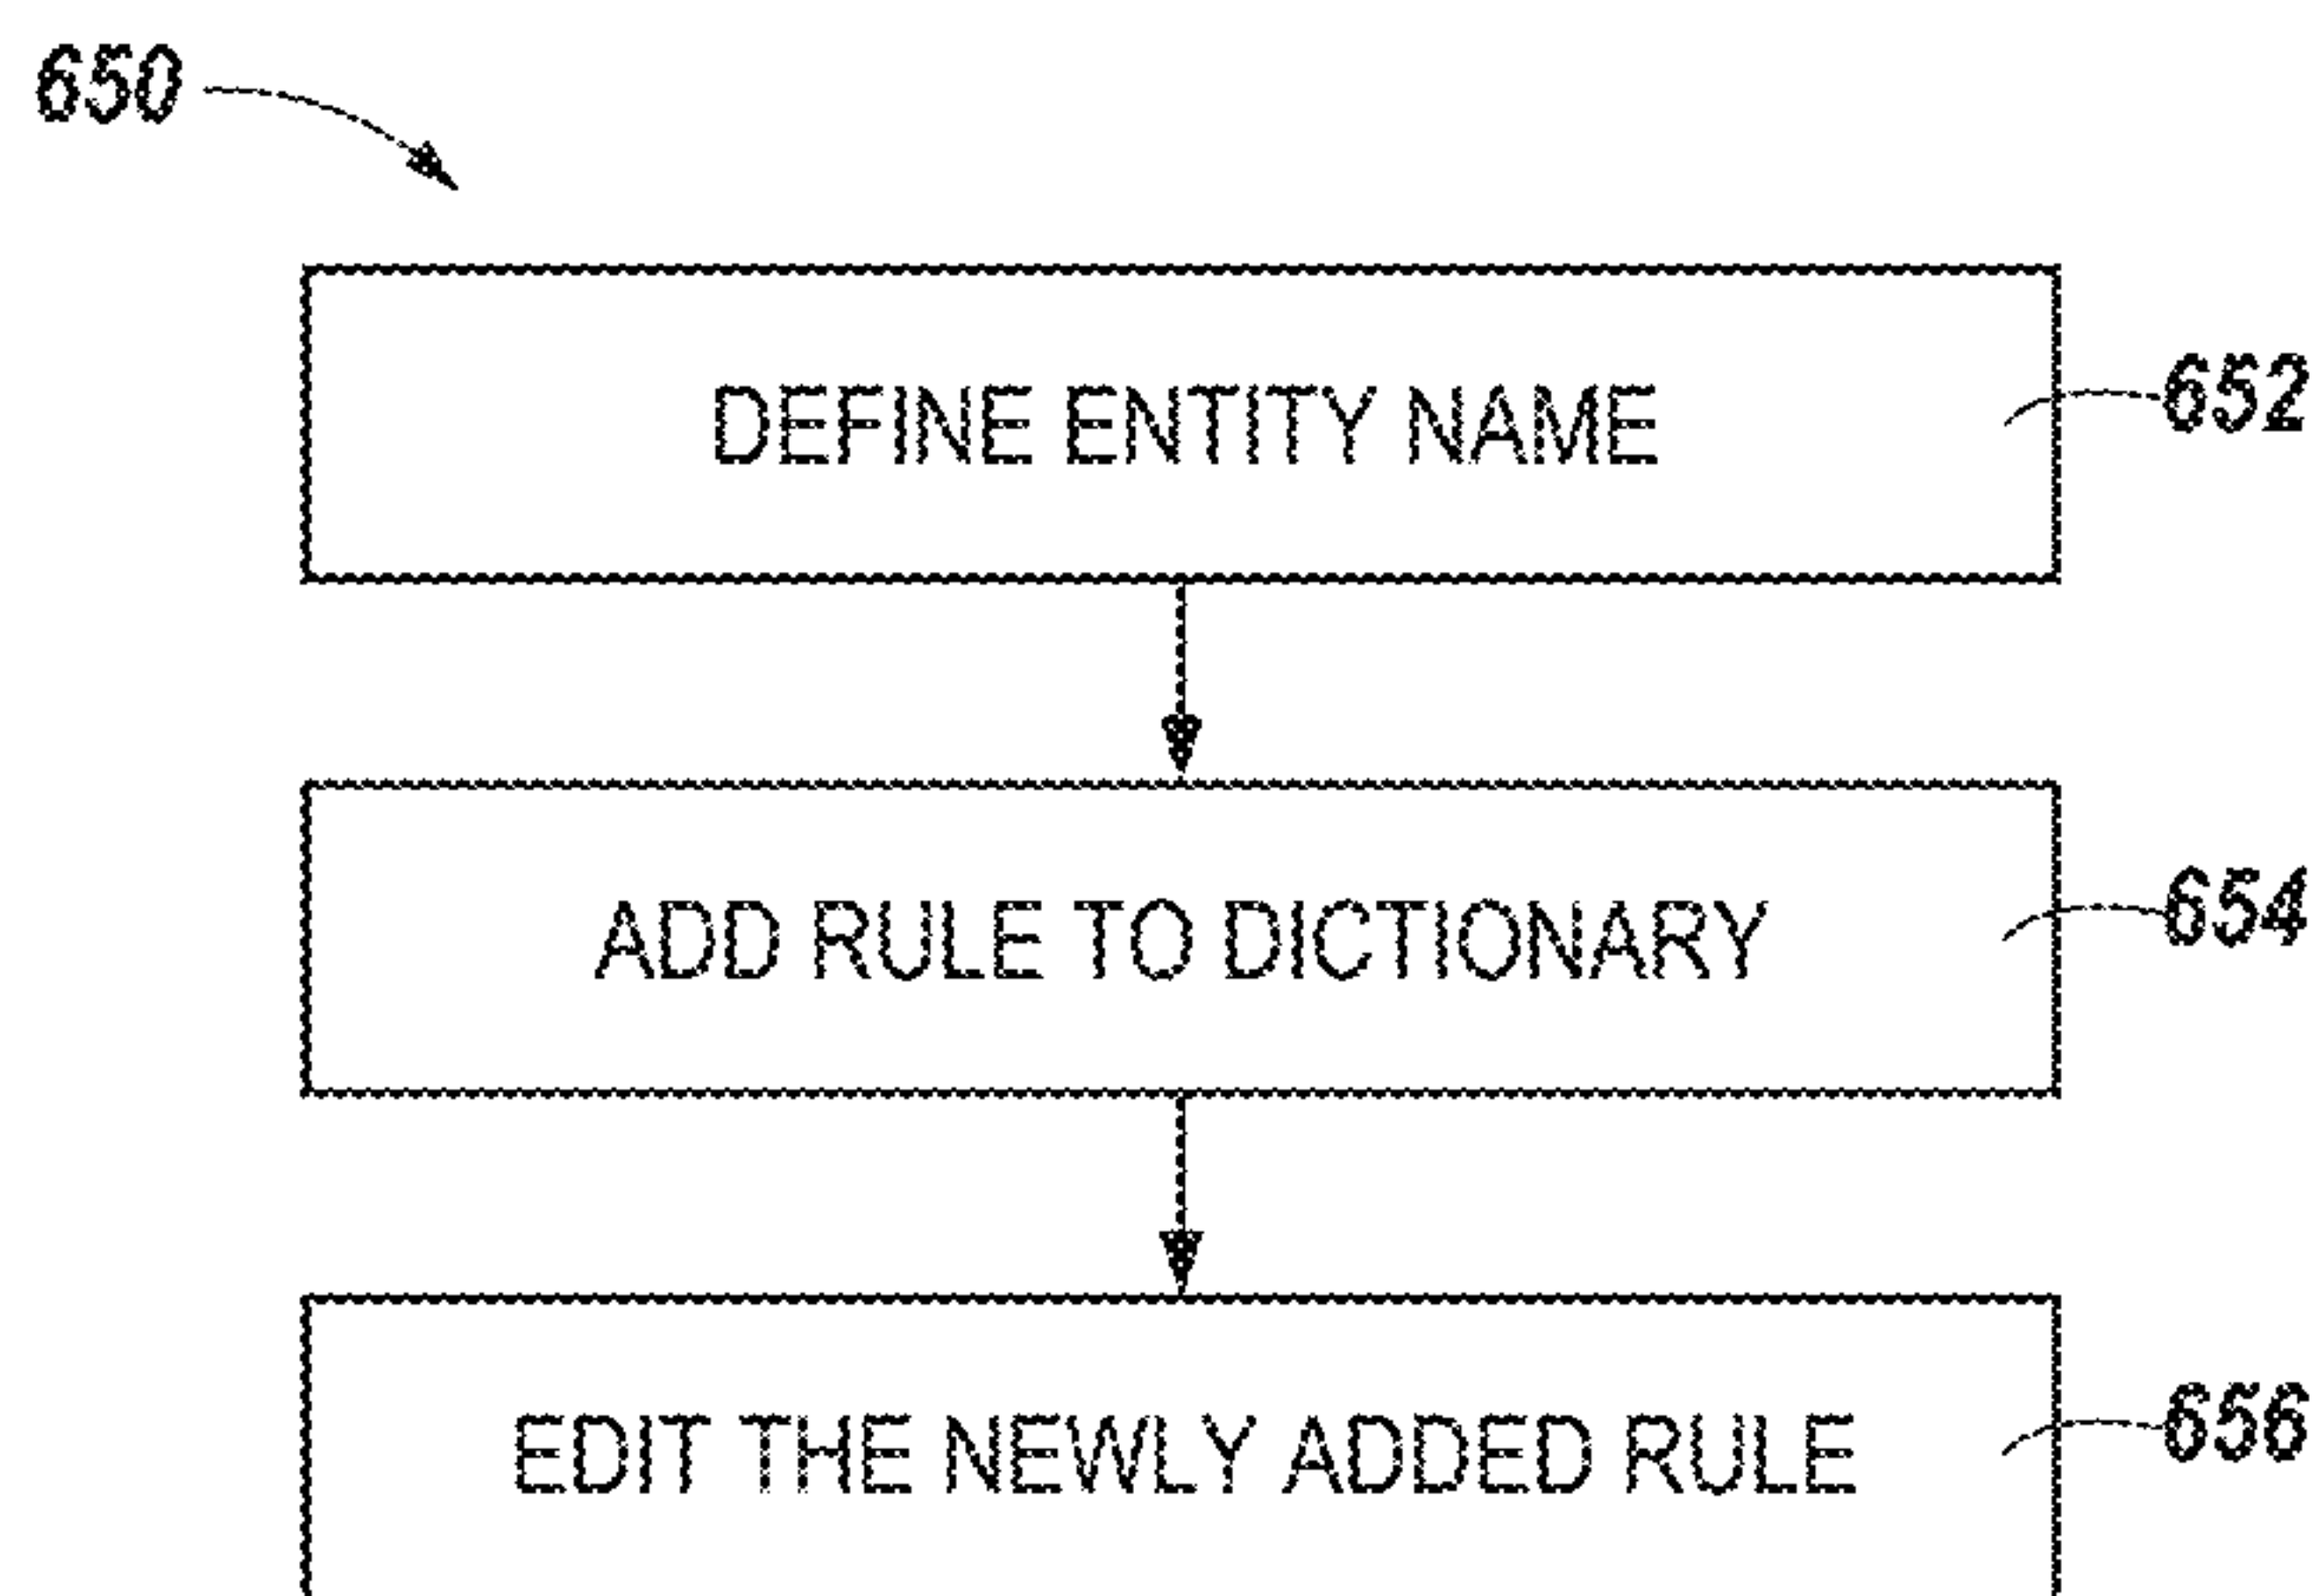 650
DEFINE ENTITY NAME
652
ADD RULE TO DICTIONARY
654
EDIT THE NEWLY ADDED RULE
656